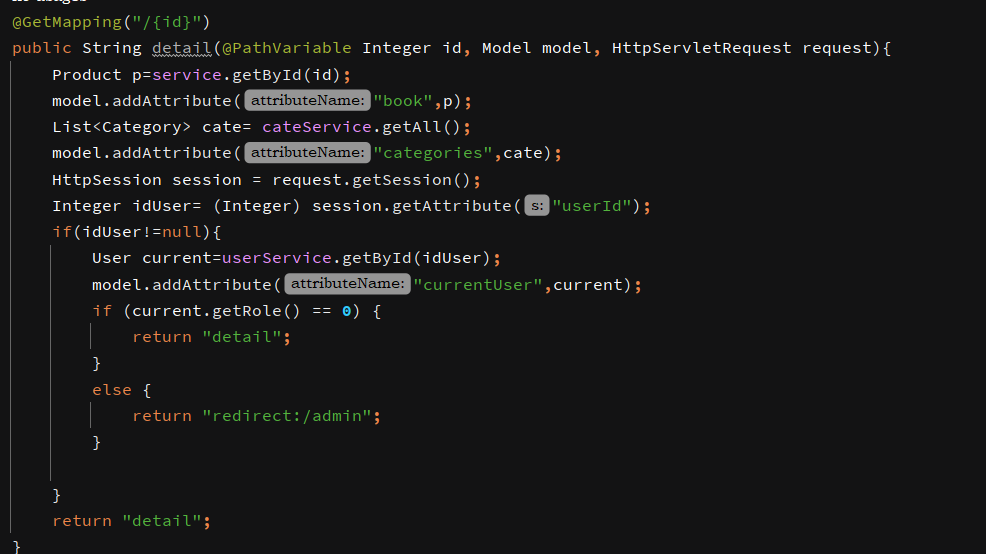 no usages
@GetMapping("/{id}")
public String detail(@PathVariable Integer id, Model model, HttpServletRequest request){
Product p=service.getById(id);
model.addAttribute( attributeName: "book",p);
List<Category> cate= cateService.getAll();
model.addAttribute( attributeName: "categories",cate);
HttpSession session = request.getSession();
Integer idUser= (Integer) session.getAttribute( s: "userId");
if(idUser!=null){
User current=userService.getById(idUser);
model.addAttribute( attributeName: "currentUser",current);
if (current.getRole() == 0) {
return "detail";
}
else {
return "redirect:/admin";
}
}
return "detail";
}